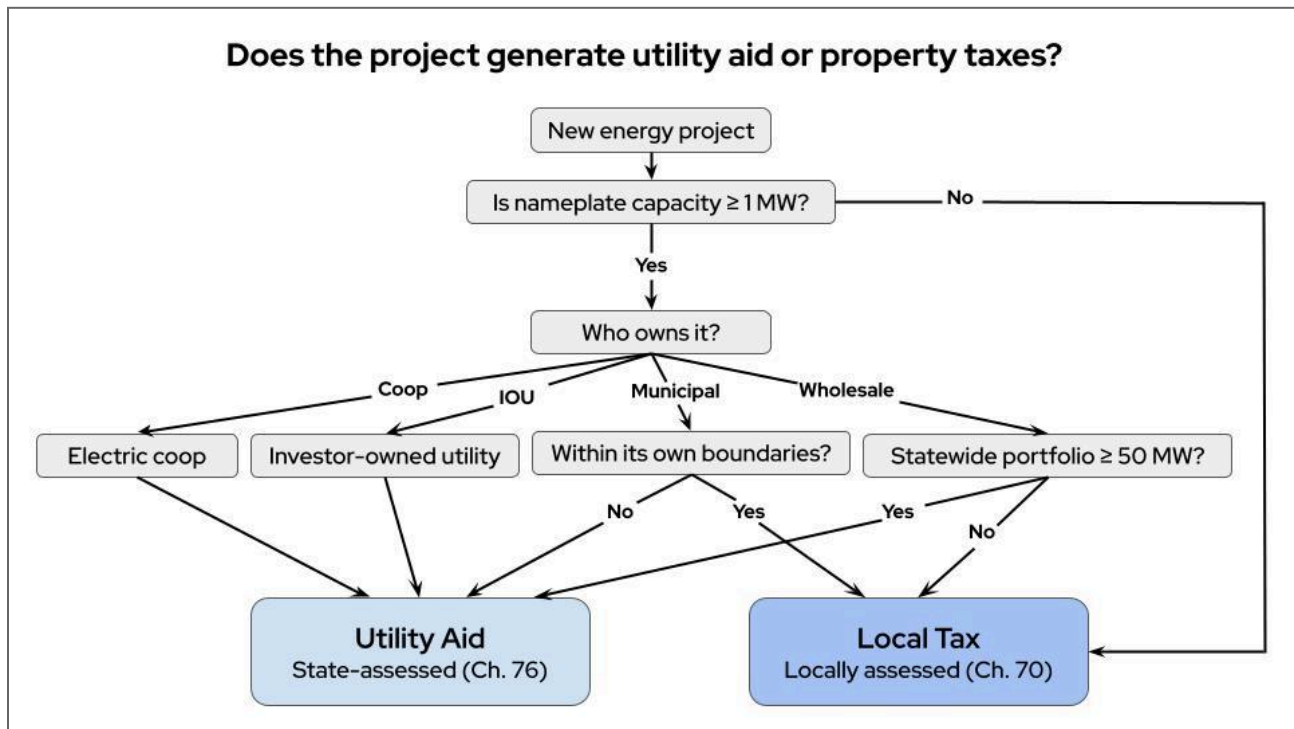 Does the project generate utility aid or property taxes?
New energy project
Is nameplate capacity ≥ 1 MW?
No
Yes
Who owns it?
Coop
IOU
Municipal
Wholesale
Electric coop
Investor-owned utility
Within its own boundaries?
Statewide portfolio ≥ 50 MW?
No
Yes
Yes
No
Utility Aid
State-assessed (Ch. 76)
Local Tax
Locally assessed (Ch. 70)